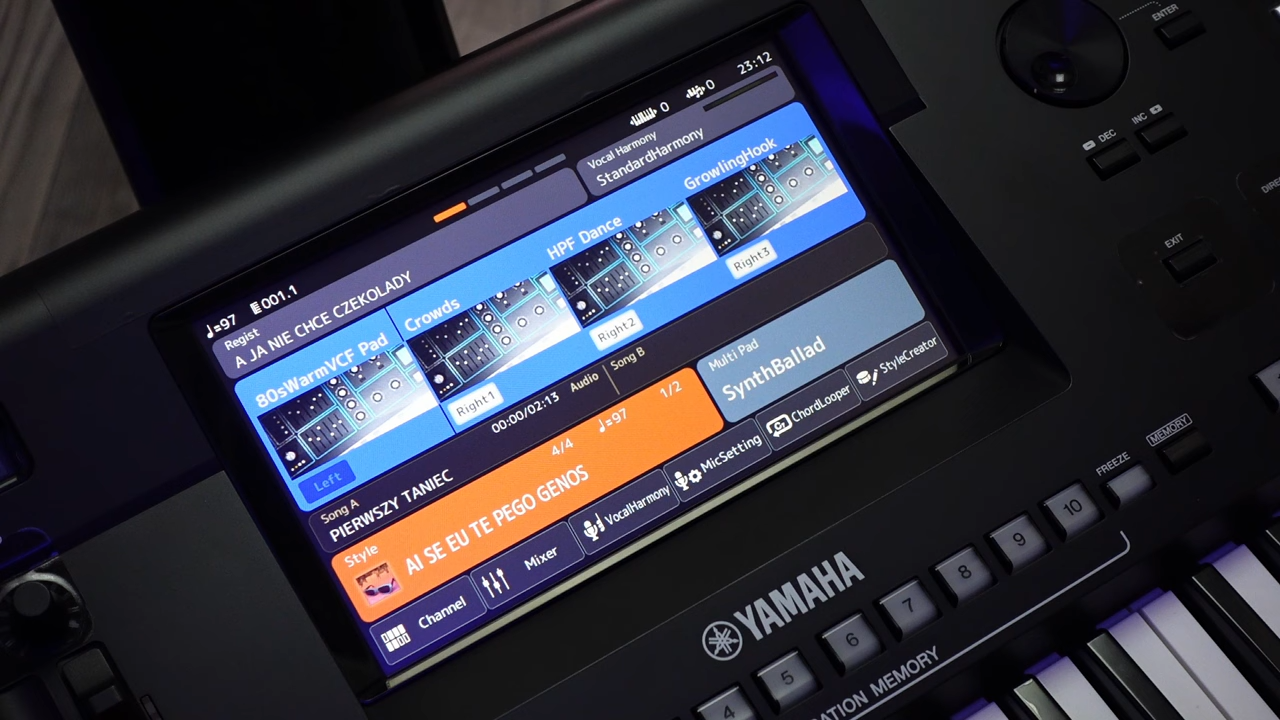 ♩=97
001.1
0
0
23:12
Regist
A JA NIE CHCE CZEKOLADY
Vocal Harmony
StandardHarmony
80sWarmVCF Pad
Crowds
HPF Dance
GrowlingHook
Left
Right1
Right2
Right3
Song A
PIERWSZY TANIEC
00:00/02:13
Audio
Song B
Style
4/4
♩=97
1/2
AI SE EU TE PEGO GENOS
Multi Pad
SynthBallad
Channel
Mixer
VocalHarmony
MicSetting
ChordLooper
StyleCreator
YAMAHA
ENTER
DEC
INC
EXIT
MEMORY
FREEZE
4
5
6
7
8
9
10
MEMORY